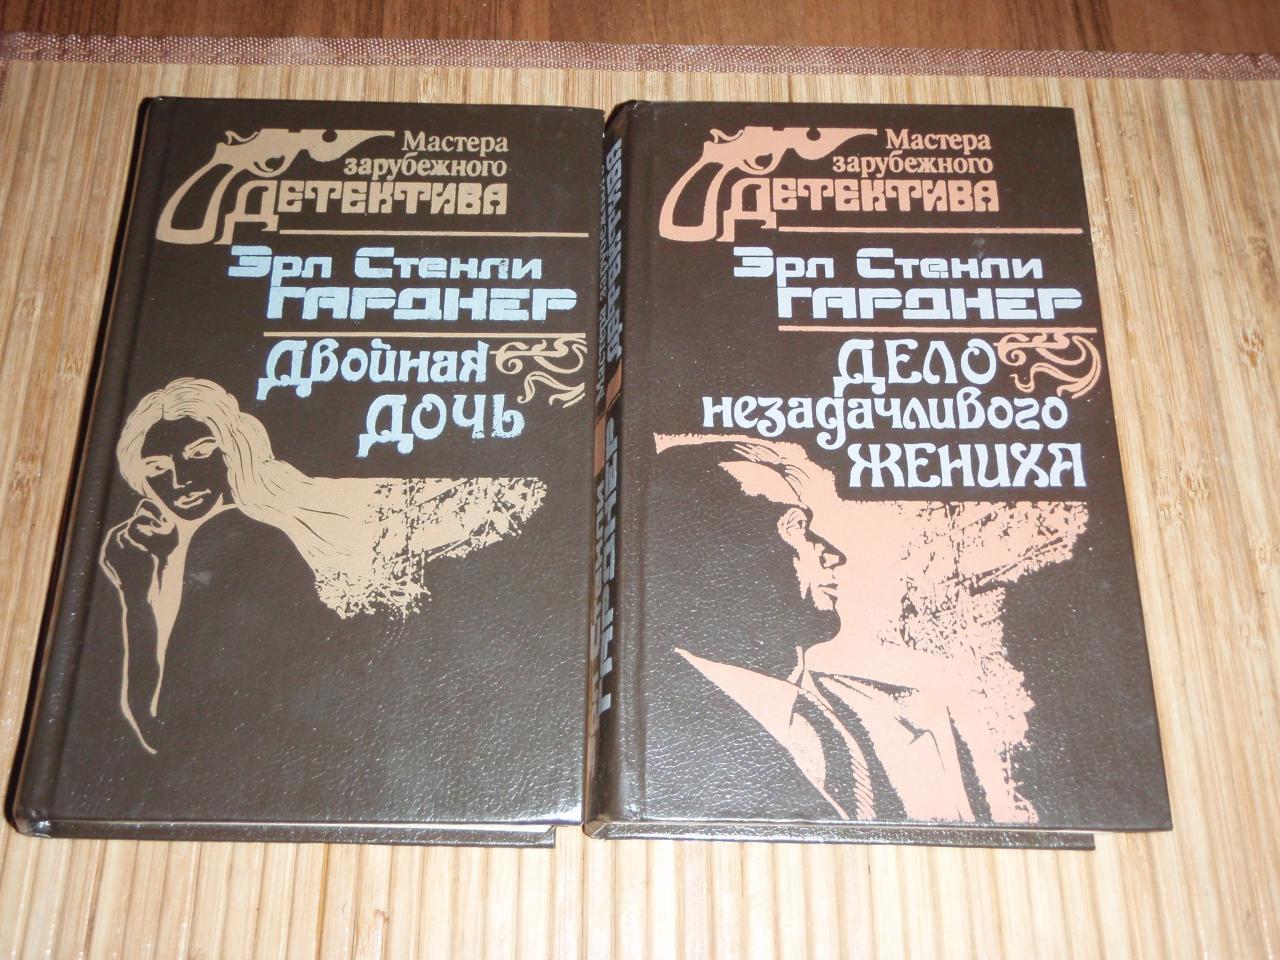 Мастера
зарубежного
ДЕТЕКТИВА
Эрл Стенли
ГАРДНЕР
Двойная
дочь
Мастера
зарубежного
ДЕТЕКТИВА
Эрл Стенли
ГАРДНЕР
Дело
незадачливого
жениха